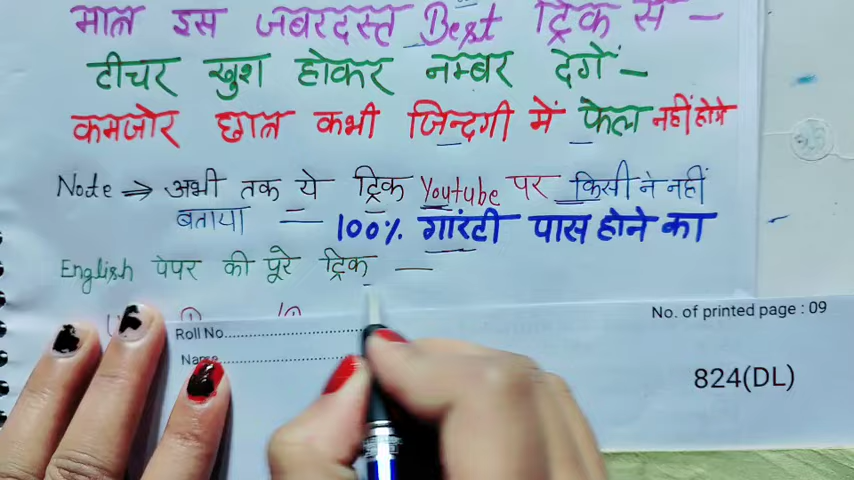 मात्र इस जबरदस्त Best ट्रिक से –
टीचर खुश होकर नम्बर देगें –
कमजोर छात्र कभी जिन्दगी में फेल नहीं होगे
Note ⇒ अभी तक ये ट्रिक Youtube पर किसी ने नहीं
बताया
100% गारंटी पास होने का
English पेपर की पूरे ट्रिक —
Roll No.
No. of printed page : 09
Name
824(DL)